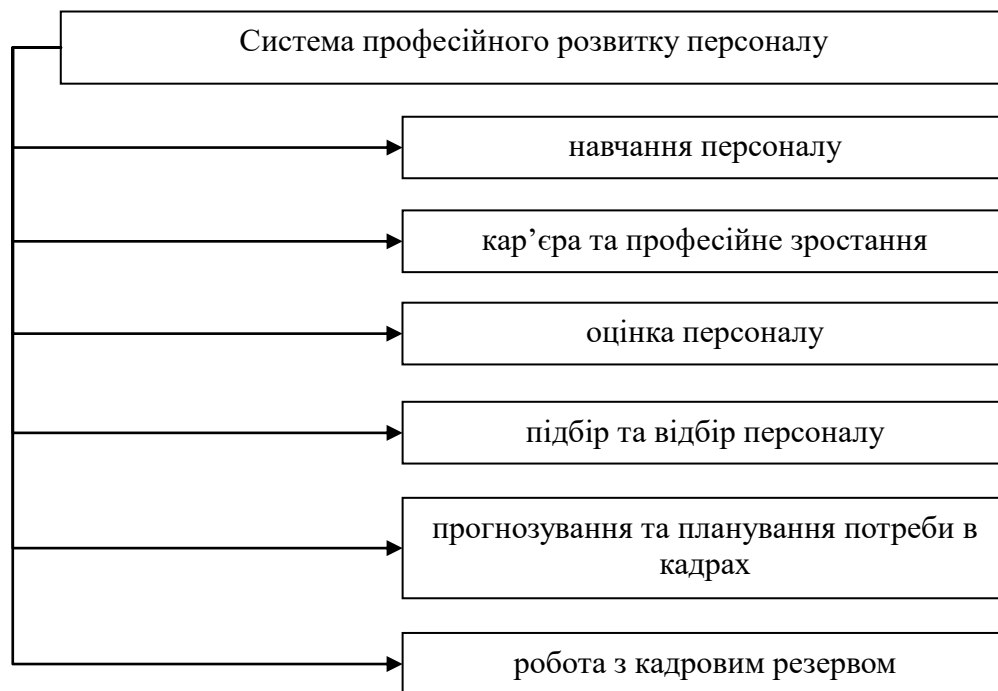 Система професійного розвитку персоналу
навчання персоналу
кар’єра та професійне зростання
оцінка персоналу
підбір та відбір персоналу
прогнозування та планування потреби в
кадрах
робота з кадровим резервом